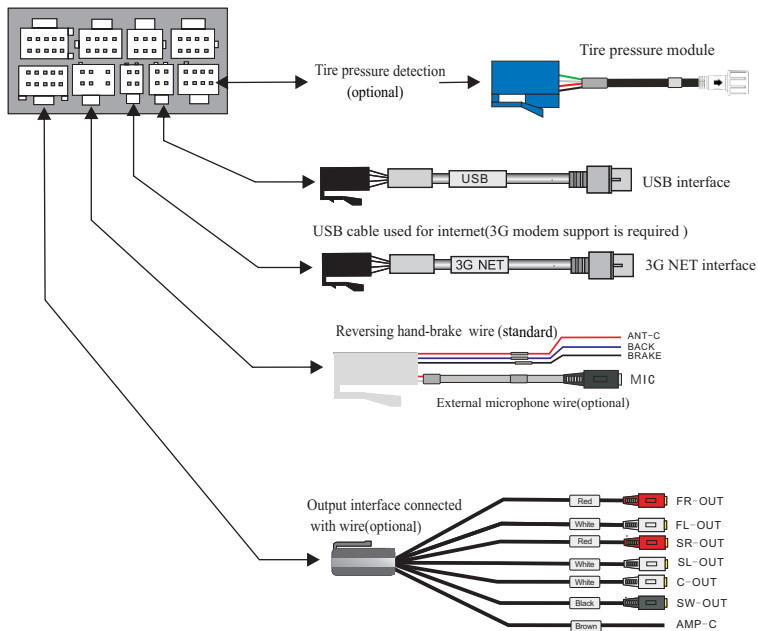 Tire pressure module
Tire pressure detection
(optional)
USB
USB interface
USB cable used for internet(3G modem support is required )
3G NET
3G NET interface
Reversing hand-brake wire (standard)
ANT-C
BACK
BRAKE
MIC
External microphone wire(optional)
Output interface connected
with wire(optional)
Red
FR-OUT
White
FL-OUT
Red
SR-OUT
White
SL-OUT
White
C-OUT
Black
SW-OUT
Brown
AMP-C